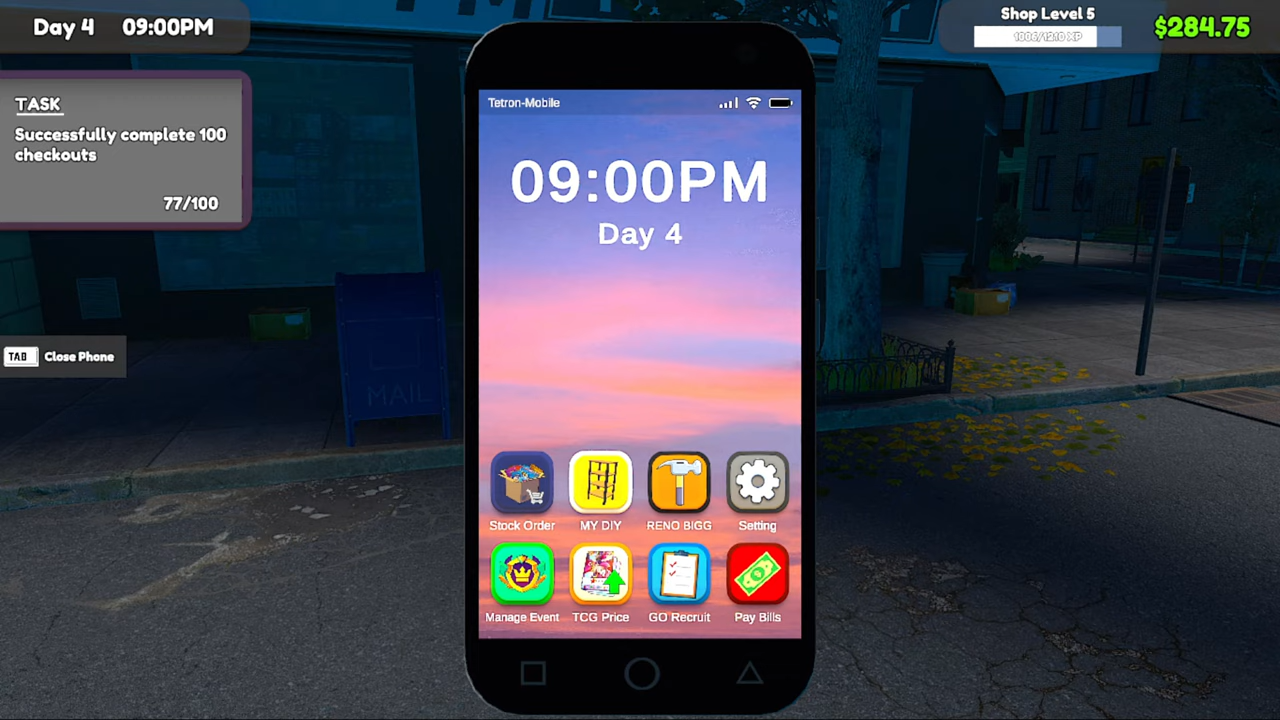 Day 4 09:00PM
Shop Level 5
$284.75
TASK
Successfully complete 100
checkouts
77/100
TAB Close Phone
Tetron-Mobile
09:00PM
Day 4
Stock Order MY DIY RENO BIGG Setting
Manage Event TCG Price GO Recruit Pay Bills
MAIL